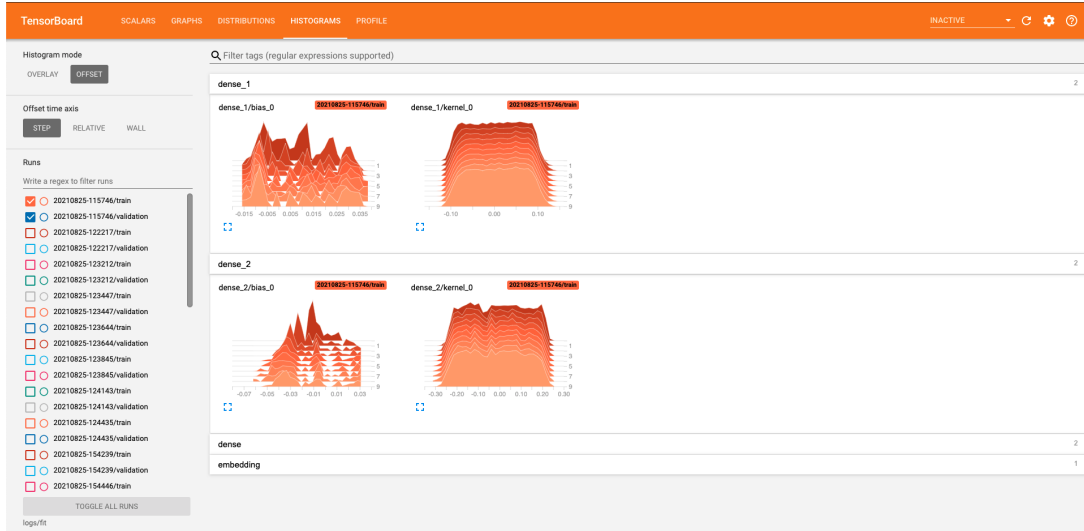 TensorBoard SCALARS GRAPHS DISTRIBUTIONS HISTOGRAMS PROFILE INACTIVE
Histogram mode
OVERLAY OFFSET
Offset time axis
STEP RELATIVE WALL
Runs
Write a regex to filter runs
20210825-115746/train
20210825-115746/validation
20210825-122217/train
20210825-122217/validation
20210825-123212/train
20210825-123212/validation
20210825-123447/train
20210825-123447/validation
20210825-123644/train
20210825-123644/validation
20210825-123845/train
20210825-123845/validation
20210825-124143/train
20210825-124143/validation
20210825-124435/train
20210825-124435/validation
20210825-154239/train
20210825-154239/validation
20210825-154446/train
TOGGLE ALL RUNS
logs/fit
Filter tags (regular expressions supported)
dense_1 2
dense_1/bias_0 20210825-115746/train
1
3
5
7
9
-0.015 -0.005 0.005 0.015 0.025 0.035
dense_1/kernel_0 20210825-115746/train
1
3
5
7
9
-0.10 0.00 0.10
dense_2 2
dense_2/bias_0 20210825-115746/train
1
3
5
7
9
-0.07 -0.05 -0.03 -0.01 0.01 0.03
dense_2/kernel_0 20210825-115746/train
1
3
5
7
9
-0.30 -0.20 -0.10 0.00 0.10 0.20 0.30
dense 2
embedding 1